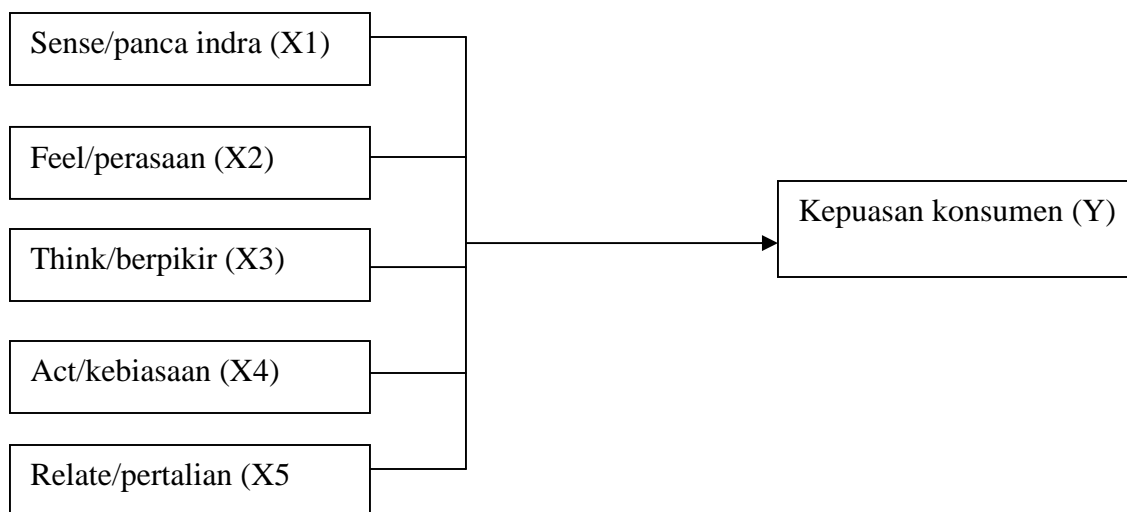 Sense/panca indra (X1)
Feel/perasaan (X2)
Think/berpikir (X3)
Act/kebiasaan (X4)
Relate/pertalian (X5
Kepuasan konsumen (Y)